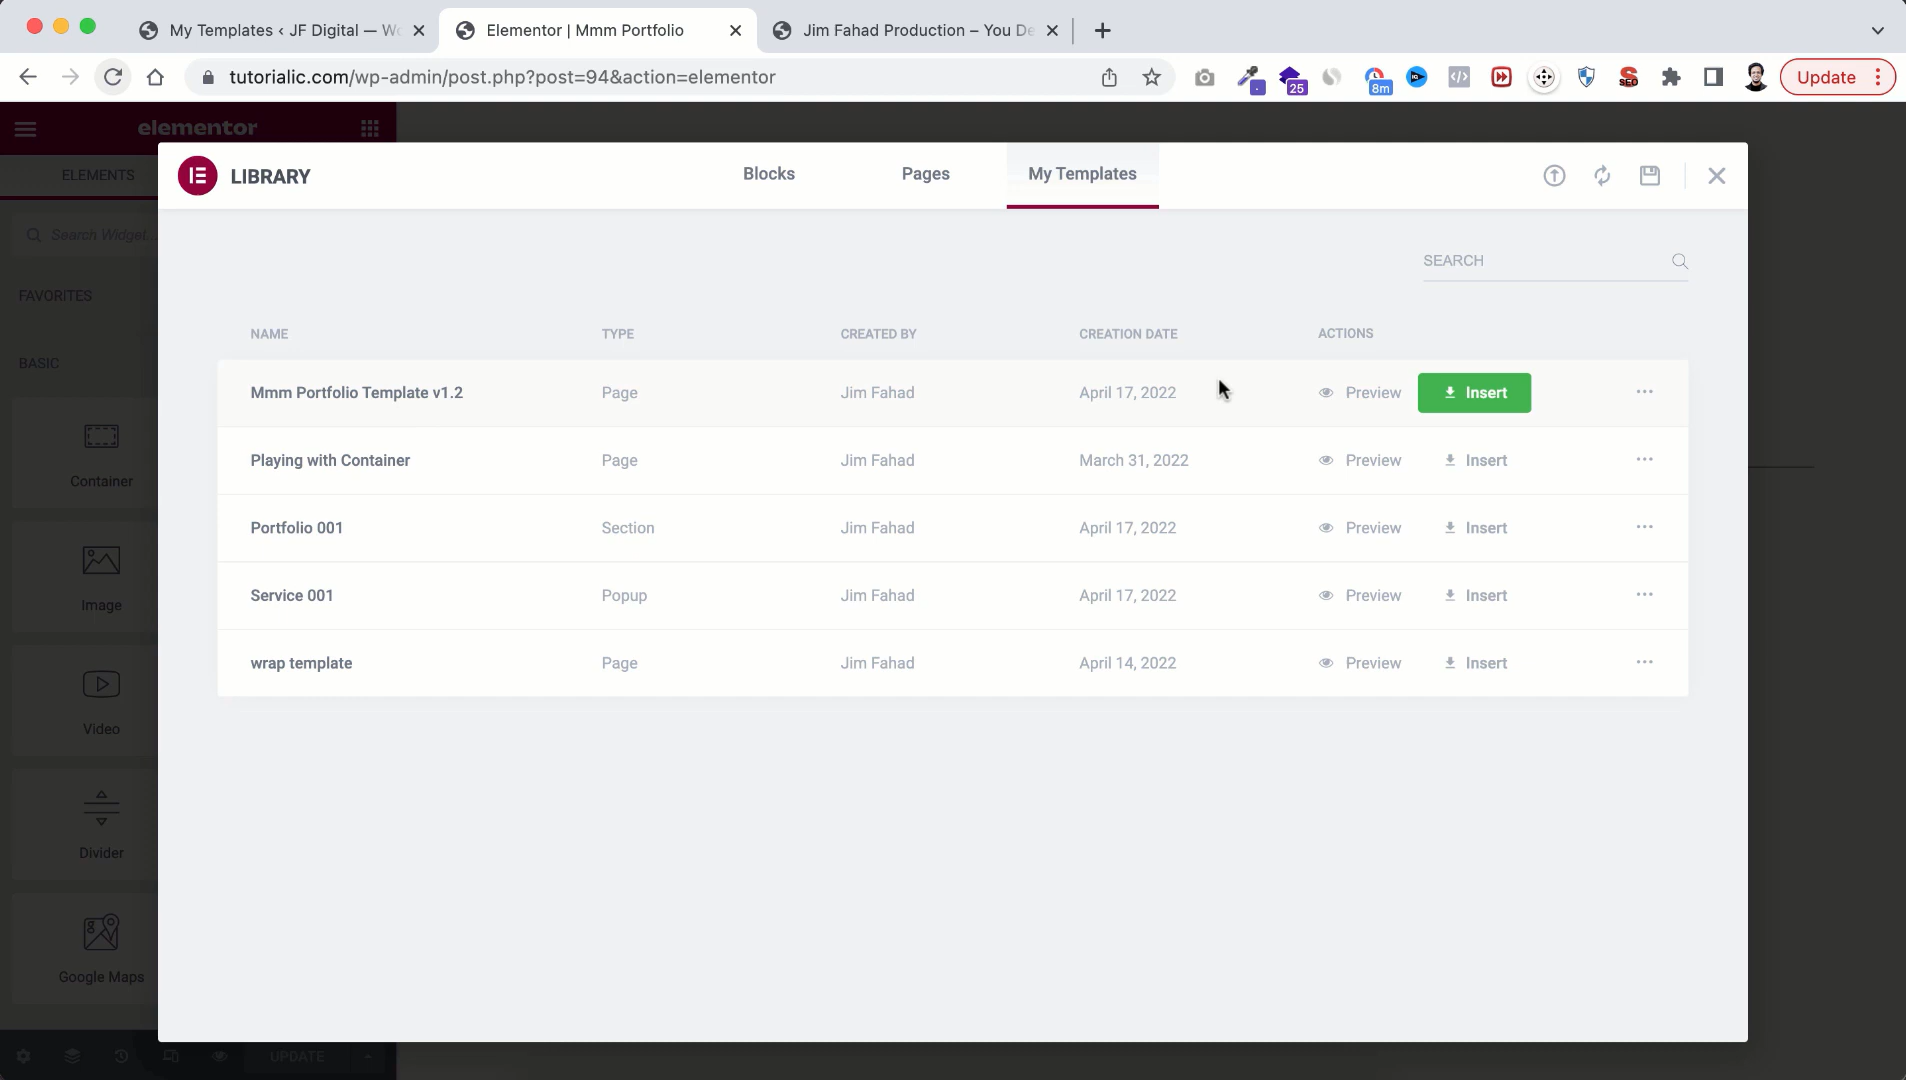 My Templates ‹ JF Digital — Wo
Elementor | Mmm Portfolio
Jim Fahad Production – You De
tutorialic.com/wp-admin/post.php?post=94&action=elementor
25
8m
SEO
Update
elementor
ELEMENTS
LIBRARY
Blocks
Pages
My Templates
Search Widget...
SEARCH
FAVORITES
NAME TYPE CREATED BY CREATION DATE ACTIONS
BASIC
Mmm Portfolio Template v1.2 Page Jim Fahad April 17, 2022 Preview Insert
Playing with Container Page Jim Fahad March 31, 2022 Preview Insert
Container
Portfolio 001 Section Jim Fahad April 17, 2022 Preview Insert
Service 001 Popup Jim Fahad April 17, 2022 Preview Insert
Image
wrap template Page Jim Fahad April 14, 2022 Preview Insert
Video
Divider
Google Maps
UPDATE